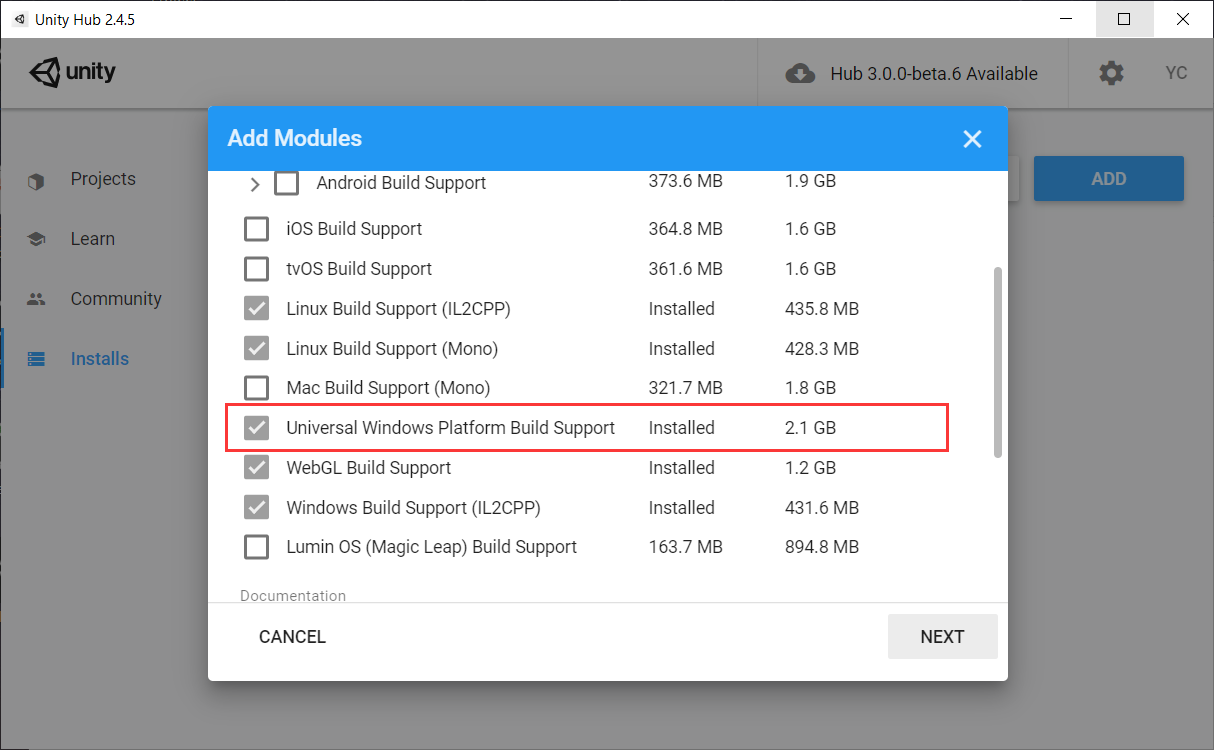 Unity Hub 2.4.5
unity
Hub 3.0.0-beta.6 Available
YC
Projects
Learn
Community
Installs
ADD
Add Modules
Android Build Support 373.6 MB 1.9 GB
iOS Build Support 364.8 MB 1.6 GB
tvOS Build Support 361.6 MB 1.6 GB
Linux Build Support (IL2CPP) Installed 435.8 MB
Linux Build Support (Mono) Installed 428.3 MB
Mac Build Support (Mono) 321.7 MB 1.8 GB
Universal Windows Platform Build Support Installed 2.1 GB
WebGL Build Support Installed 1.2 GB
Windows Build Support (IL2CPP) Installed 431.6 MB
Lumin OS (Magic Leap) Build Support 163.7 MB 894.8 MB
Documentation
CANCEL
NEXT